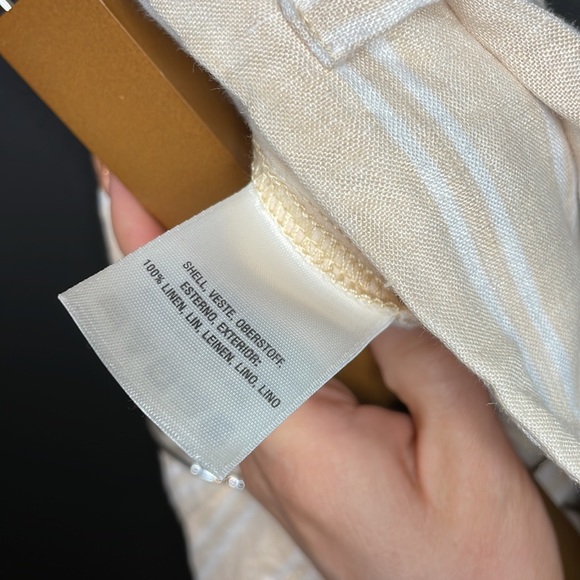 SHELL, VESTE, OBERSTOFF,
ESTERNO, EXTERIOR:
100% LINEN, LIN, LEINEN, LINO, LINO